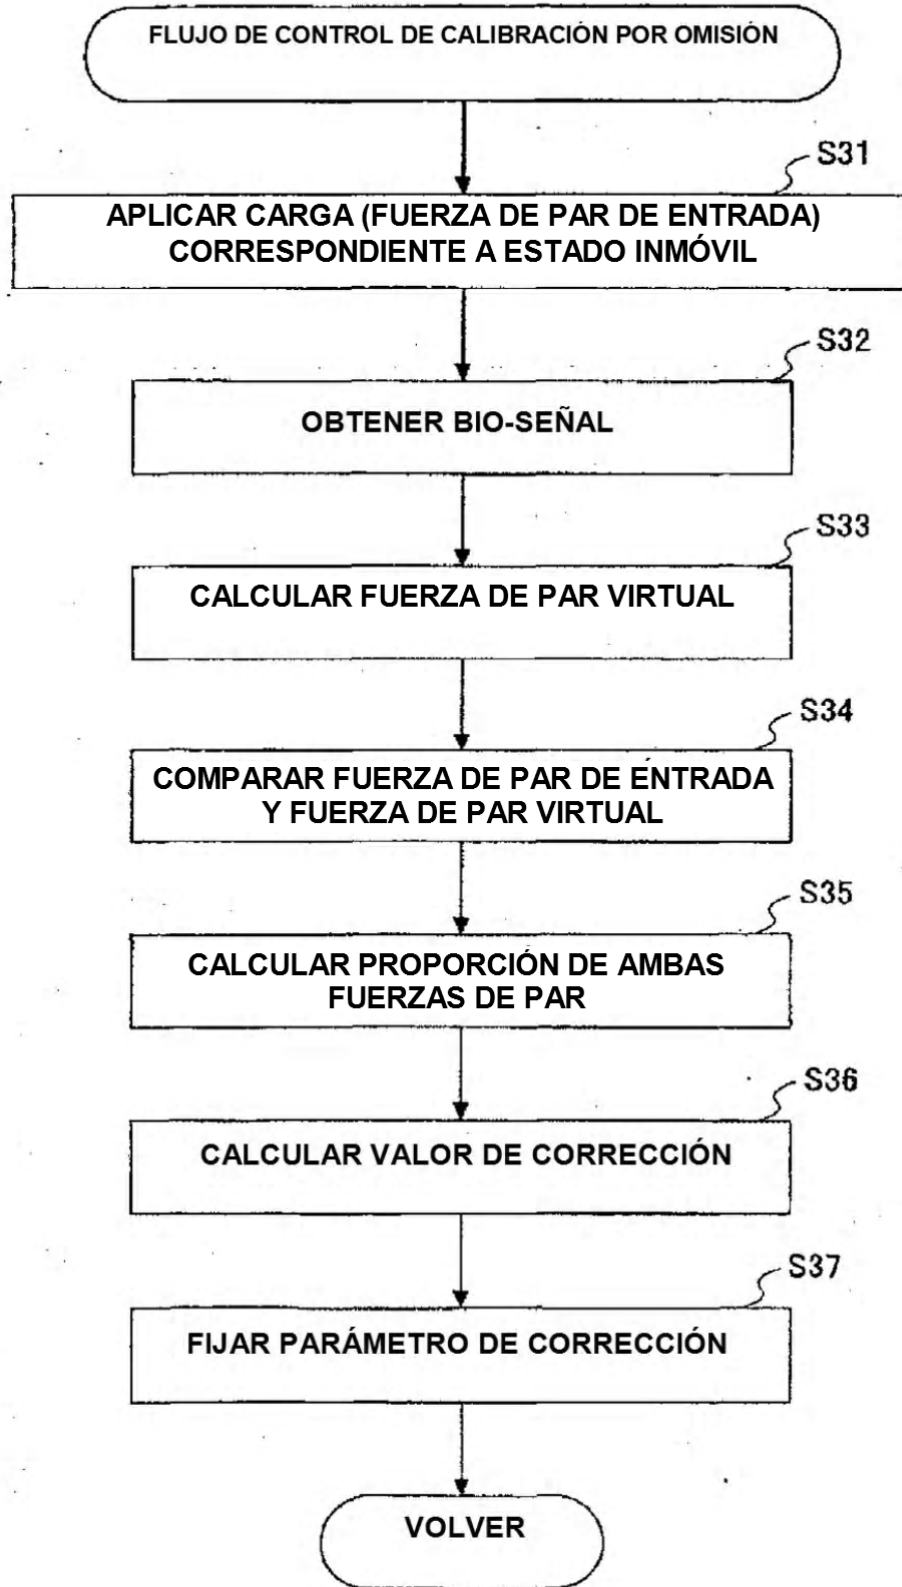 FLUJO DE CONTROL DE CALIBRACIÓN POR OMISIÓN
S31
APLICAR CARGA (FUERZA DE PAR DE ENTRADA)
CORRESPONDIENTE A ESTADO INMÓVIL
S32
OBTENER BIO-SEÑAL
S33
CALCULAR FUERZA DE PAR VIRTUAL
S34
COMPARAR FUERZA DE PAR DE ENTRADA
Y FUERZA DE PAR VIRTUAL
S35
CALCULAR PROPORCIÓN DE AMBAS
FUERZAS DE PAR
S36
CALCULAR VALOR DE CORRECCIÓN
S37
FIJAR PARÁMETRO DE CORRECCIÓN
VOLVER